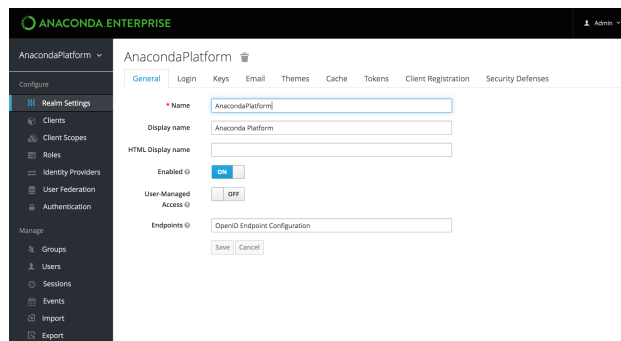 ANACONDA.ENTERPRISE
Admin
AnacondaPlatform
AnacondaPlatform
General Login Keys Email Themes Cache Tokens Client Registration Security Defenses
Configure
Realm Settings
Clients
Client Scopes
Roles
Identity Providers
User Federation
Authentication
Manage
Groups
Users
Sessions
Events
Import
Export
* Name AnacondaPlatform
Display name Anaconda Platform
HTML Display name
Enabled ON
User-Managed
Access OFF
Endpoints OpenID Endpoint Configuration
Save Cancel